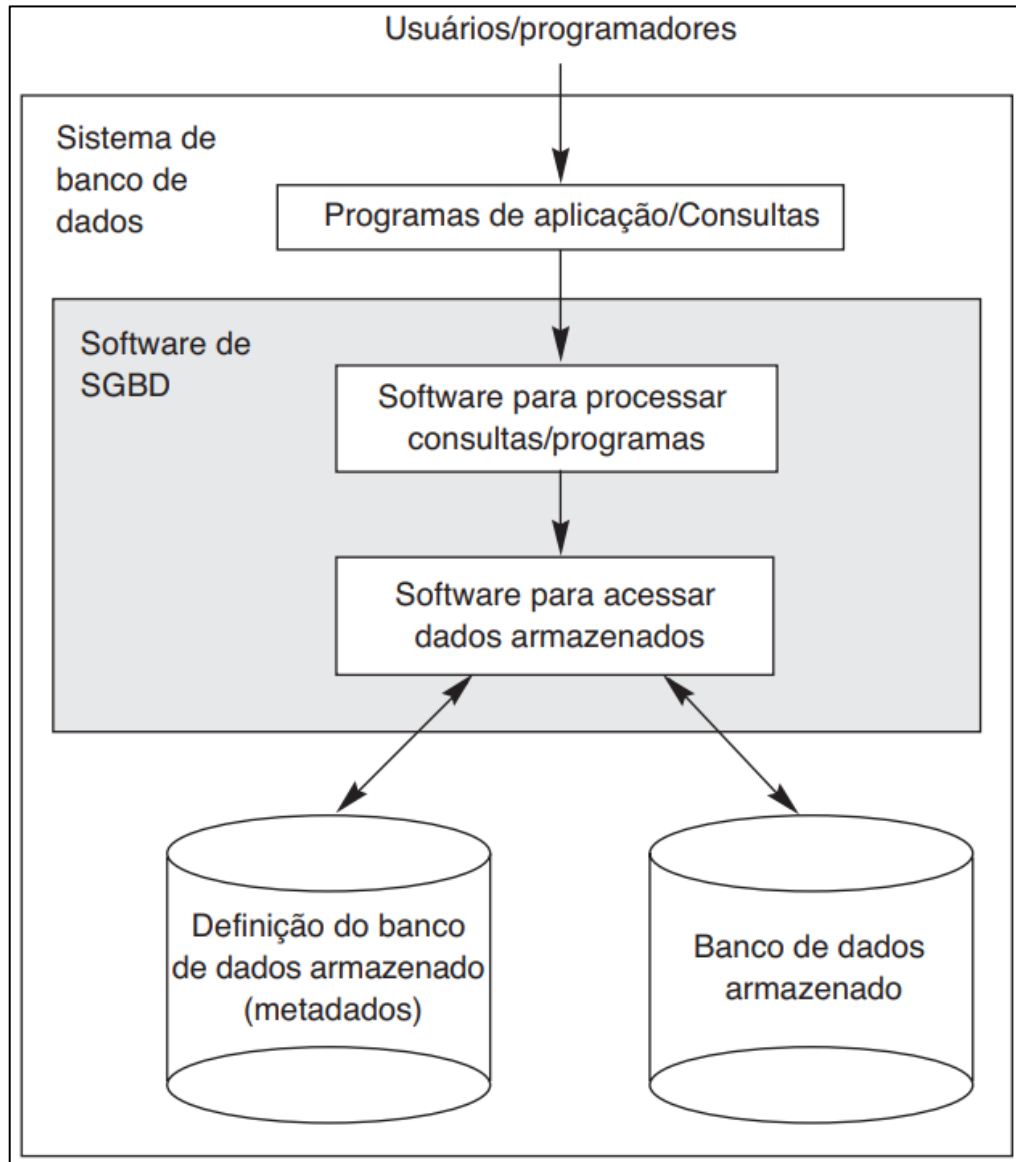 Usuários/programadores
Sistema de
banco de
dados
Programas de aplicação/Consultas
Software de
SGBD
Software para processar
consultas/programas
Software para acessar
dados armazenados
Definição do banco
de dados armazenado
(metadados)
Banco de dados
armazenado